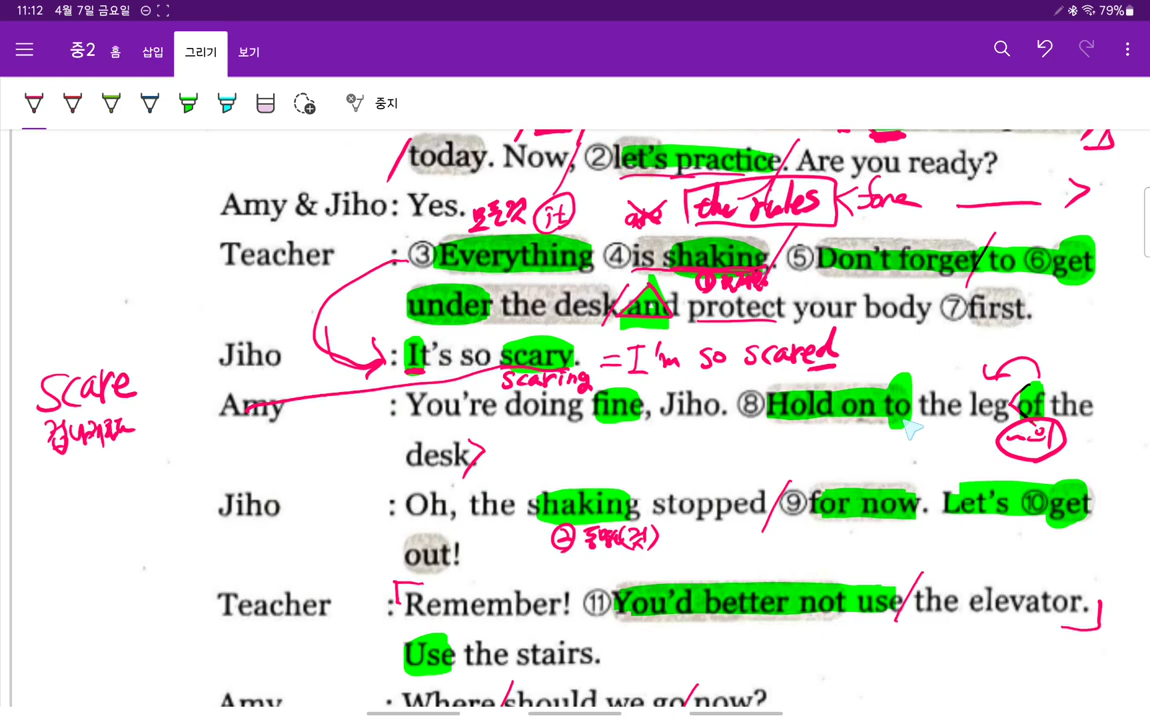 11:12 4월 7일 금요일 79%
중2 홈 삽입 그리기 보기
중지
today. Now, ②let's practice. Are you ready?
Amy & Jiho: Yes. 모든것 it are the rules
Teacher : ③Everything ④is shaking. ⑤Don't forget to ⑥get
①
under the desk and protect your body ⑦first.
Jiho : It's so scary. = I'm so scared
scare scaring
Amy : You're doing fine, Jiho. ⑧Hold on to the leg of the
겁나게하다 ~의
desk.
Jiho : Oh, the shaking stopped ⑨for now. Let's ⑩get
② 동명사(것)
out!
Teacher : Remember! ⑪You'd better not use the elevator.
Use the stairs.
Amy : Where should we go now?